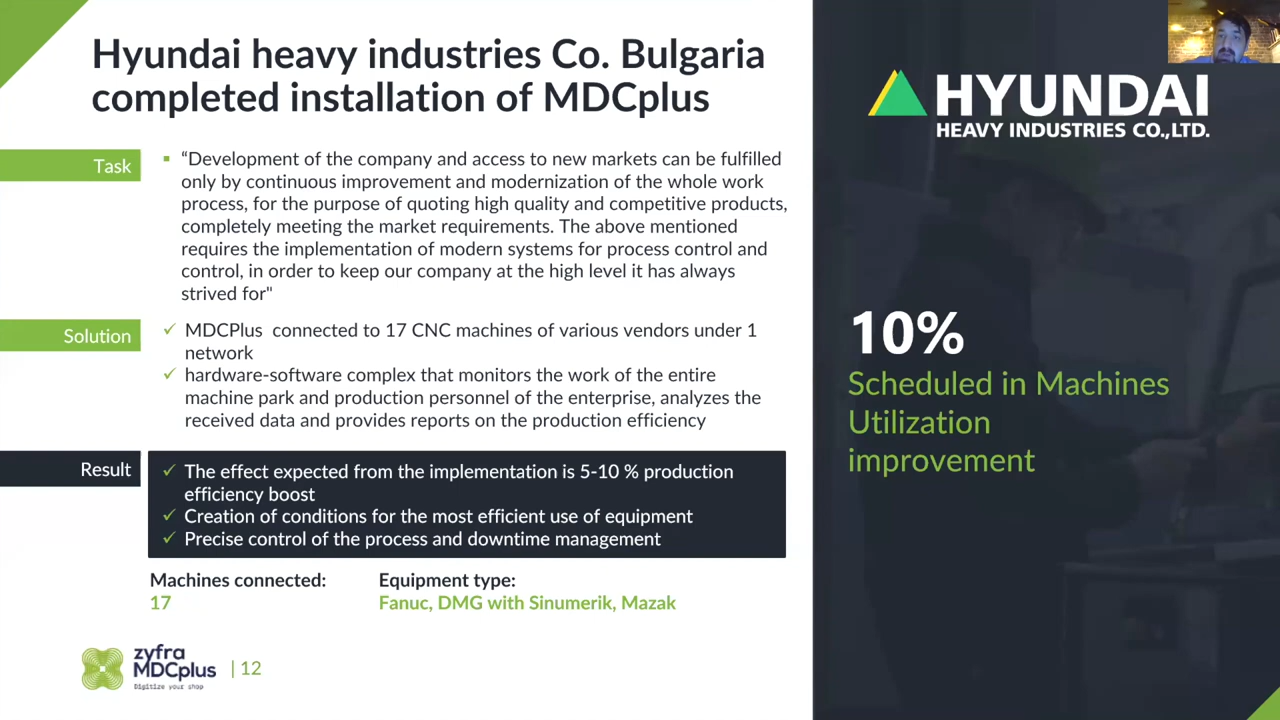 Hyundai heavy industries Co. Bulgaria
completed installation of MDCplus
HYUNDAI
HEAVY INDUSTRIES CO.,LTD.
Task
▪ “Development of the company and access to new markets can be fulfilled
only by continuous improvement and modernization of the whole work
process, for the purpose of quoting high quality and competitive products,
completely meeting the market requirements. The above mentioned
requires the implementation of modern systems for process control and
control, in order to keep our company at the high level it has always
strived for"
Solution
✓ MDCPlus connected to 17 CNC machines of various vendors under 1
network
✓ hardware-software complex that monitors the work of the entire
machine park and production personnel of the enterprise, analyzes the
received data and provides reports on the production efficiency
Result
✓ The effect expected from the implementation is 5-10 % production
efficiency boost
✓ Creation of conditions for the most efficient use of equipment
✓ Precise control of the process and downtime management
Machines connected:
17
Equipment type:
Fanuc, DMG with Sinumerik, Mazak
10%
Scheduled in Machines
Utilization
improvement
zyfra
MDCplus
Digitize your shop
| 12